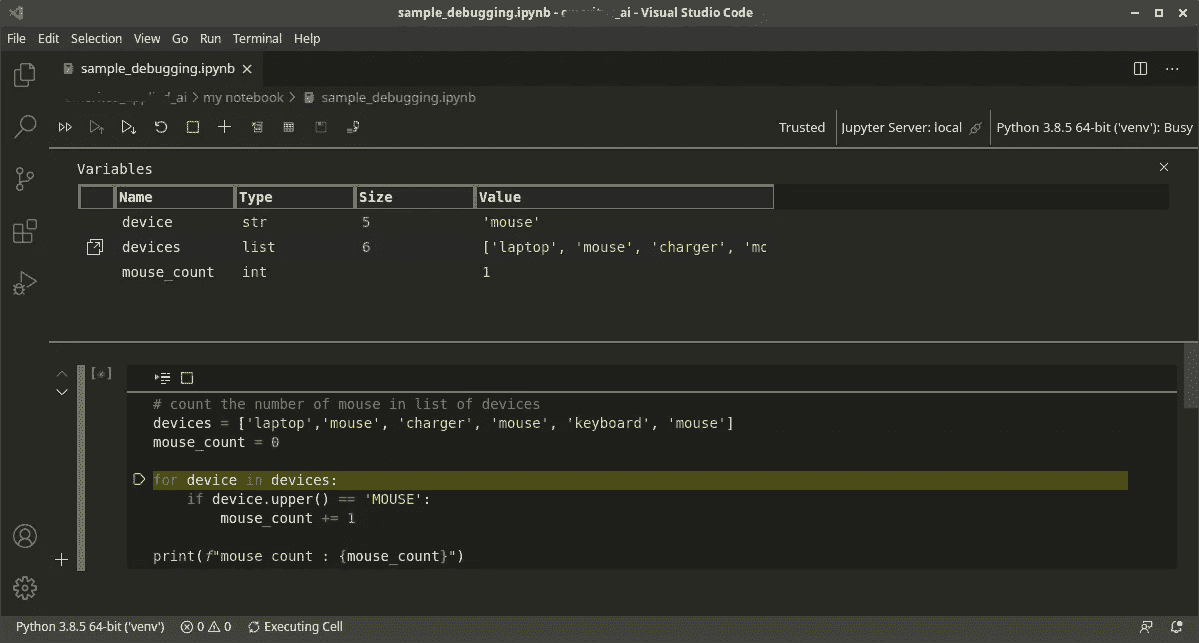 sample_debugging.ipynb - _ai - Visual Studio Code
File Edit Selection View Go Run Terminal Help
sample_debugging.ipynb
_ai > my notebook > sample_debugging.ipynb
Trusted Jupyter Server: local Python 3.8.5 64-bit ('venv'): Busy
Variables
Name Type Size Value
device str 5 'mouse'
devices list 6 ['laptop', 'mouse', 'charger', 'mc
mouse_count int 1
[*]
# count the number of mouse in list of devices
devices = ['laptop','mouse', 'charger', 'mouse', 'keyboard', 'mouse']
mouse_count = 0
for device in devices:
if device.upper() == 'MOUSE':
mouse_count += 1
print(f"mouse count : {mouse_count}")
Python 3.8.5 64-bit ('venv') 0 0 Executing Cell